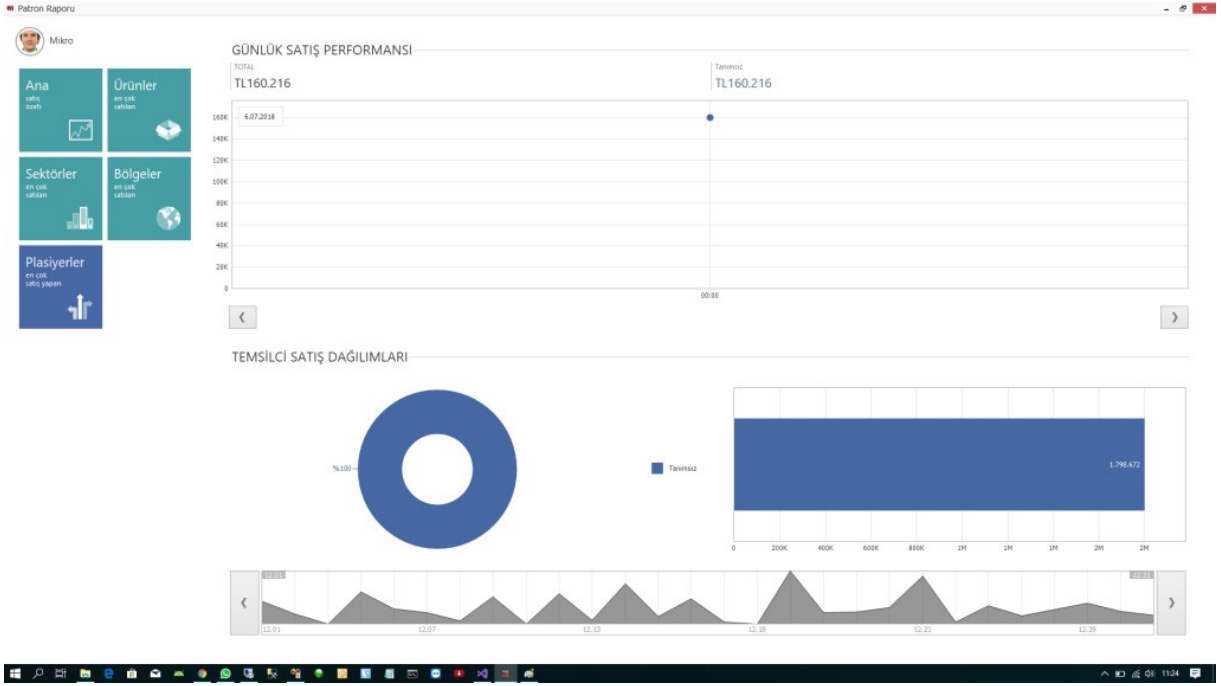 Patron Raporu
Mikro
Ana
satış
özeti
Ürünler
en çok
satılan
Sektörler
en çok
satılan
Bölgeler
en çok
satılan
Plasiyerler
en çok
satış yapan
GÜNLÜK SATIŞ PERFORMANSI
TOTAL
TL160.216
Tanımsız
TL160.216
6.07.2018
160K
140K
120K
100K
80K
60K
40K
20K
0
00:00
TEMSİLCİ SATIŞ DAĞILIMLARI
%100
Tanımsız
1.798.672
0 200K 400K 600K 800K 1M 1M 1M 2M 2M
12.01 12.31
12.01 12.07 12.13 12.18 12.23 12.29
11:24